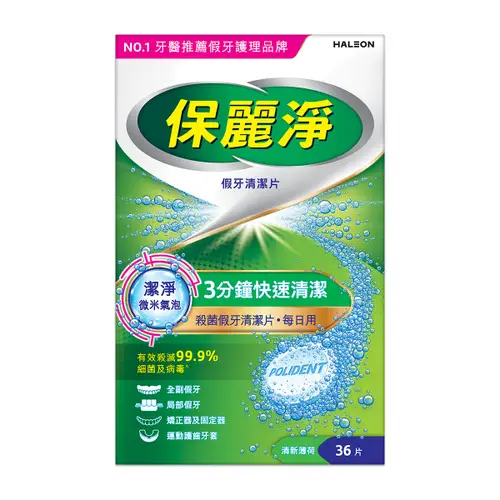 NO.1 牙醫推薦假牙護理品牌
HALEON
保麗淨
假牙清潔片
潔淨
微米氣泡
3分鐘快速清潔
殺菌假牙清潔片•每日用
有效殺滅99.9%
細菌及病毒^
POLIDENT
全副假牙
局部假牙
矯正器及固定器
運動護齒牙套
清新薄荷
36 片